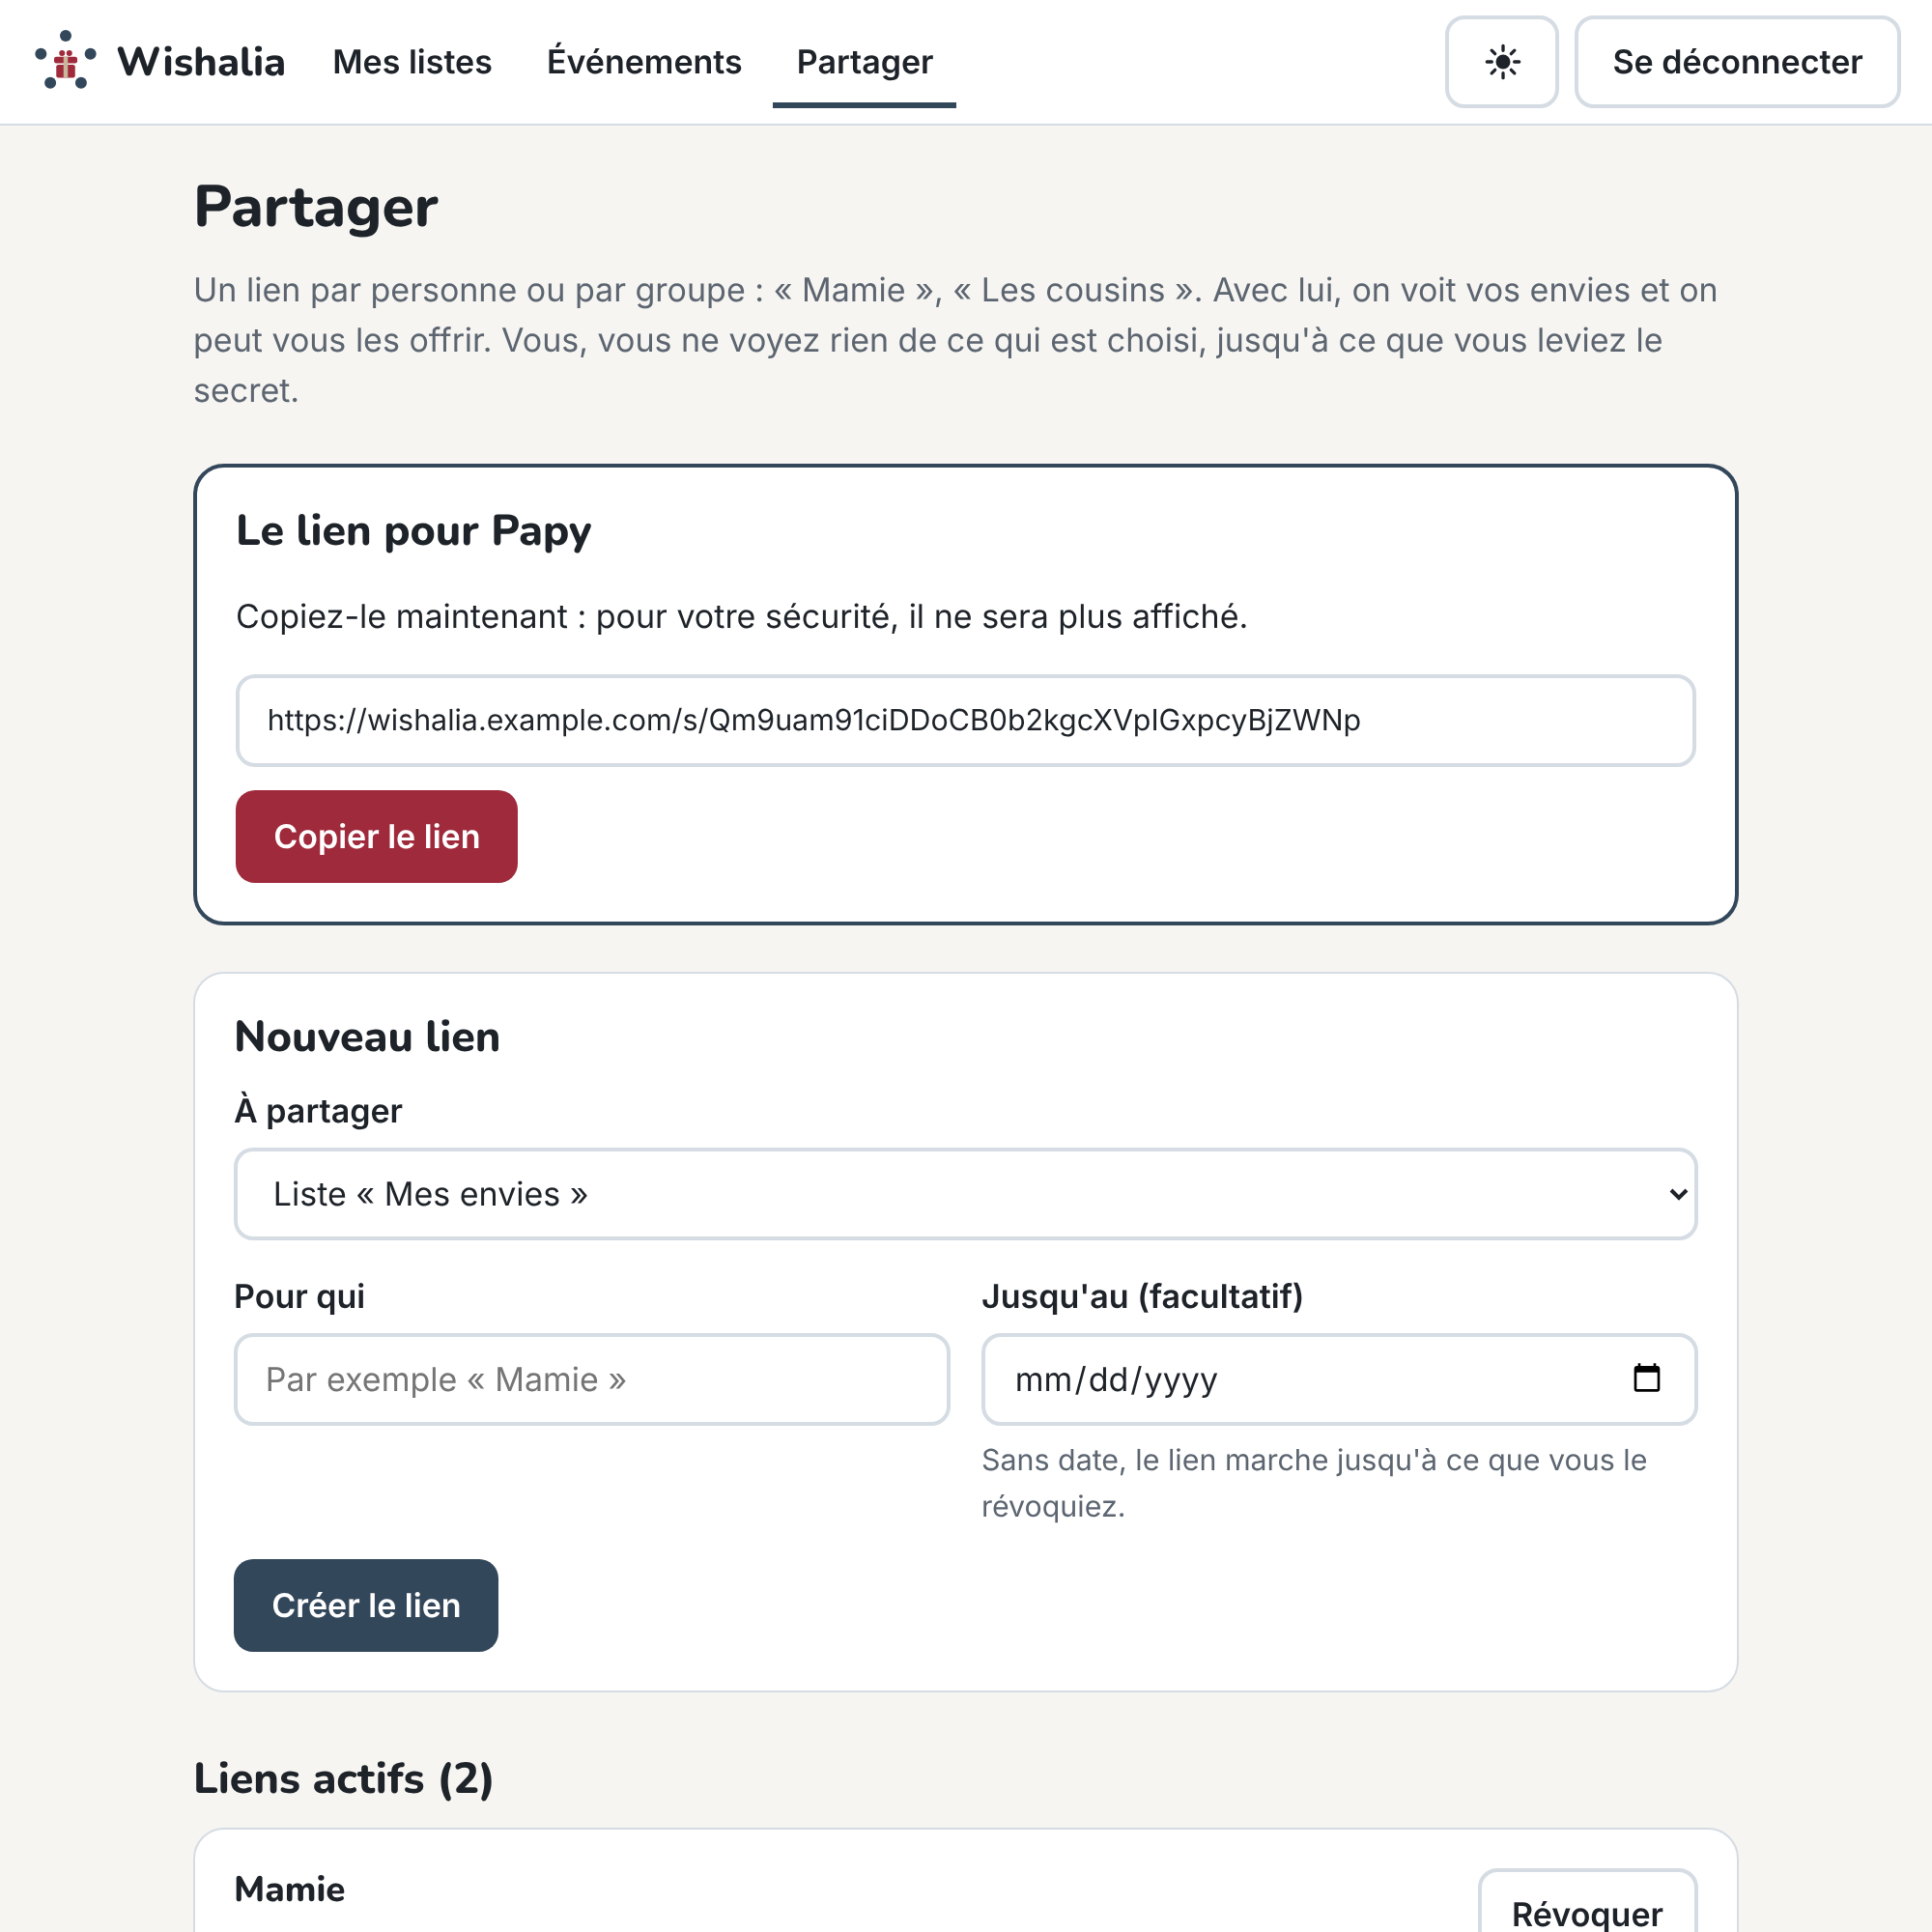 Wishalia
Mes listes
Événements
Partager
Se déconnecter
Partager
Un lien par personne ou par groupe : « Mamie », « Les cousins ». Avec lui, on voit vos envies et on
peut vous les offrir. Vous, vous ne voyez rien de ce qui est choisi, jusqu'à ce que vous leviez le
secret.
Le lien pour Papy
Copiez-le maintenant : pour votre sécurité, il ne sera plus affiché.
https://wishalia.example.com/s/Qm9uam91ciDDoCB0b2kgcXVpIGxpcyBjZWNp
Copier le lien
Nouveau lien
À partager
Liste « Mes envies »
Pour qui
Jusqu'au (facultatif)
Par exemple « Mamie »
mm/dd/yyyy
Sans date, le lien marche jusqu'à ce que vous le
révoquiez.
Créer le lien
Liens actifs (2)
Mamie
Révoquer